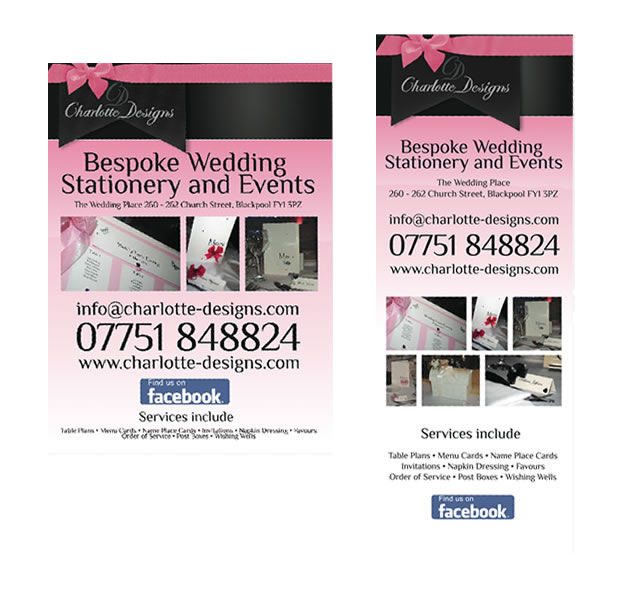 Charlotte Designs
Bespoke Wedding
Stationery and Events
The Wedding Place 260 - 262 Church Street, Blackpool FY1 3PZ
info@charlotte-designs.com
07751 848824
www.charlotte-designs.com
Find us on
facebook
Services include
Table Plans • Menu Cards • Name Place Cards • Invitations • Napkin Dressing • Favours
Order of Service • Post Boxes • Wishing Wells
Charlotte Designs
Bespoke Wedding
Stationery and Events
The Wedding Place
260 - 262 Church Street, Blackpool FY1 3PZ
info@charlotte-designs.com
07751 848824
www.charlotte-designs.com
Services include
Table Plans • Menu Cards • Name Place Cards
Invitations • Napkin Dressing • Favours
Order of Service • Post Boxes • Wishing Wells
Find us on
facebook